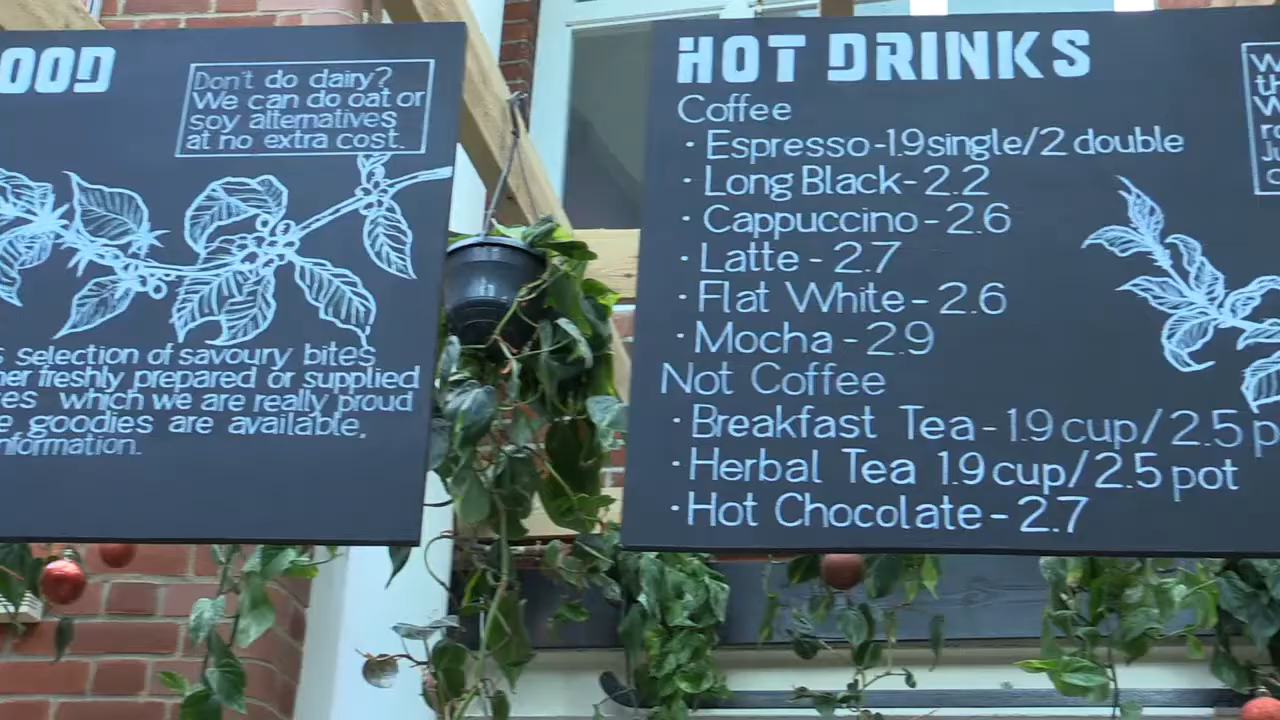 OOD
Don't do dairy?
We can do oat or
soy alternatives
at no extra cost.
selection of savoury bites
freshly prepared or supplied
which we are really proud
goodies are available,
HOT DRINKS
Coffee
· Espresso-1.9 single/2 double
· Long Black-2.2
· Cappuccino-2.6
· Latte-2.7
· Flat White-2.6
· Mocha-2.9
Not Coffee
· Breakfast Tea-1.9 cup/2.5 p
· Herbal Tea 1.9 cup/2.5 pot
· Hot Chocolate-2.7